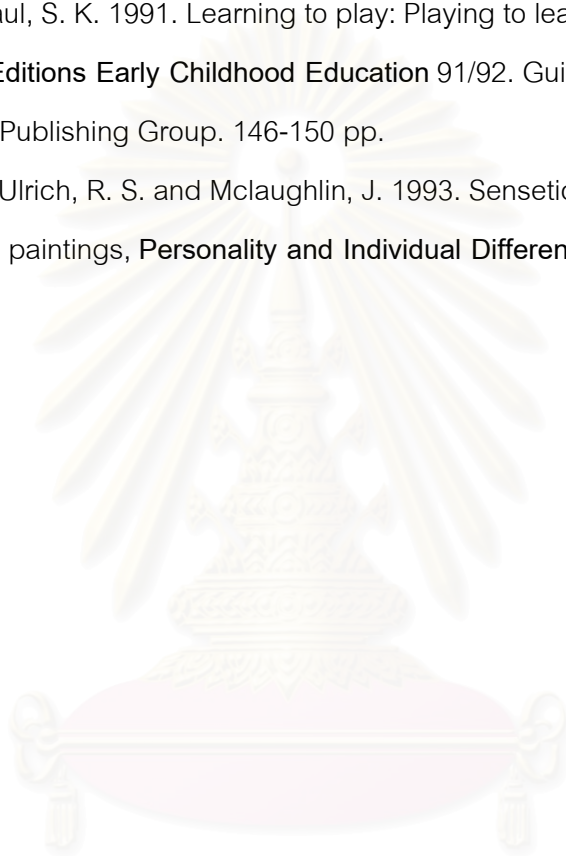 aul, S. K. 1991. Learning to play: Playing to lea
Editions Early Childhood Education 91/92. Gui
Publishing Group. 146-150 pp.
Ulrich, R. S. and Mclaughlin, J. 1993. Sensetio
paintings, Personality and Individual Differen